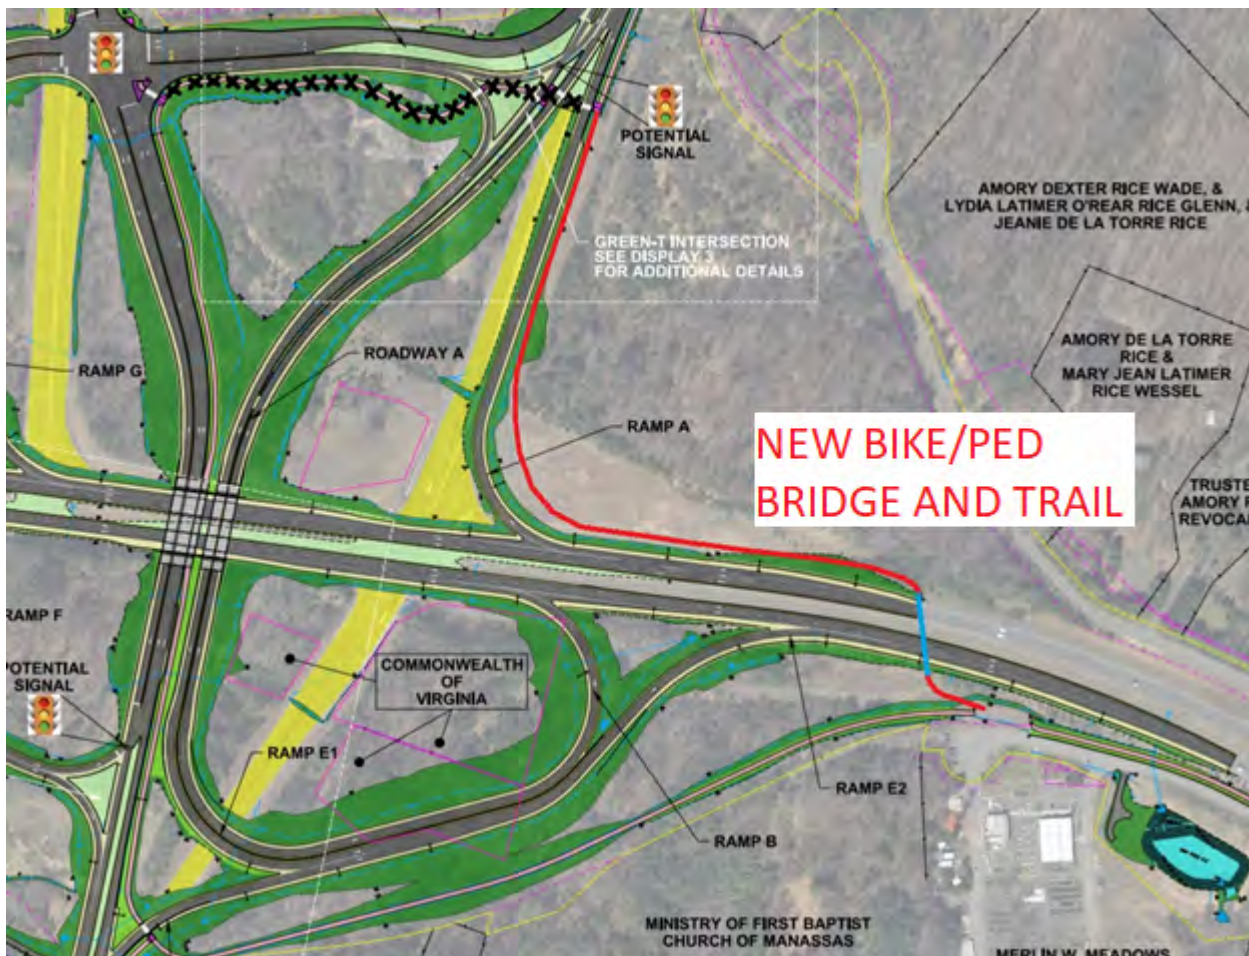 POTENTIAL
SIGNAL
AMORY DEXTER RICE WADE, &
LYDIA LATIMER O'REAR RICE GLENN, &
JEANIE DE LA TORRE RICE
GREEN-T INTERSECTION
SEE DISPLAY 3
FOR ADDITIONAL DETAILS
ROADWAY A
RAMP G
AMORY DE LA TORRE
RICE &
MARY JEAN LATIMER
RICE WESSEL
RAMP A
NEW BIKE/PED
BRIDGE AND TRAIL
TRUSTE
AMORY
REVOCA
RAMP F
POTENTIAL
SIGNAL
COMMONWEALTH
OF
VIRGINIA
RAMP E1
RAMP E2
RAMP B
MINISTRY OF FIRST BAPTIST
CHURCH OF MANASSAS
MERLIN W. MEADOWS